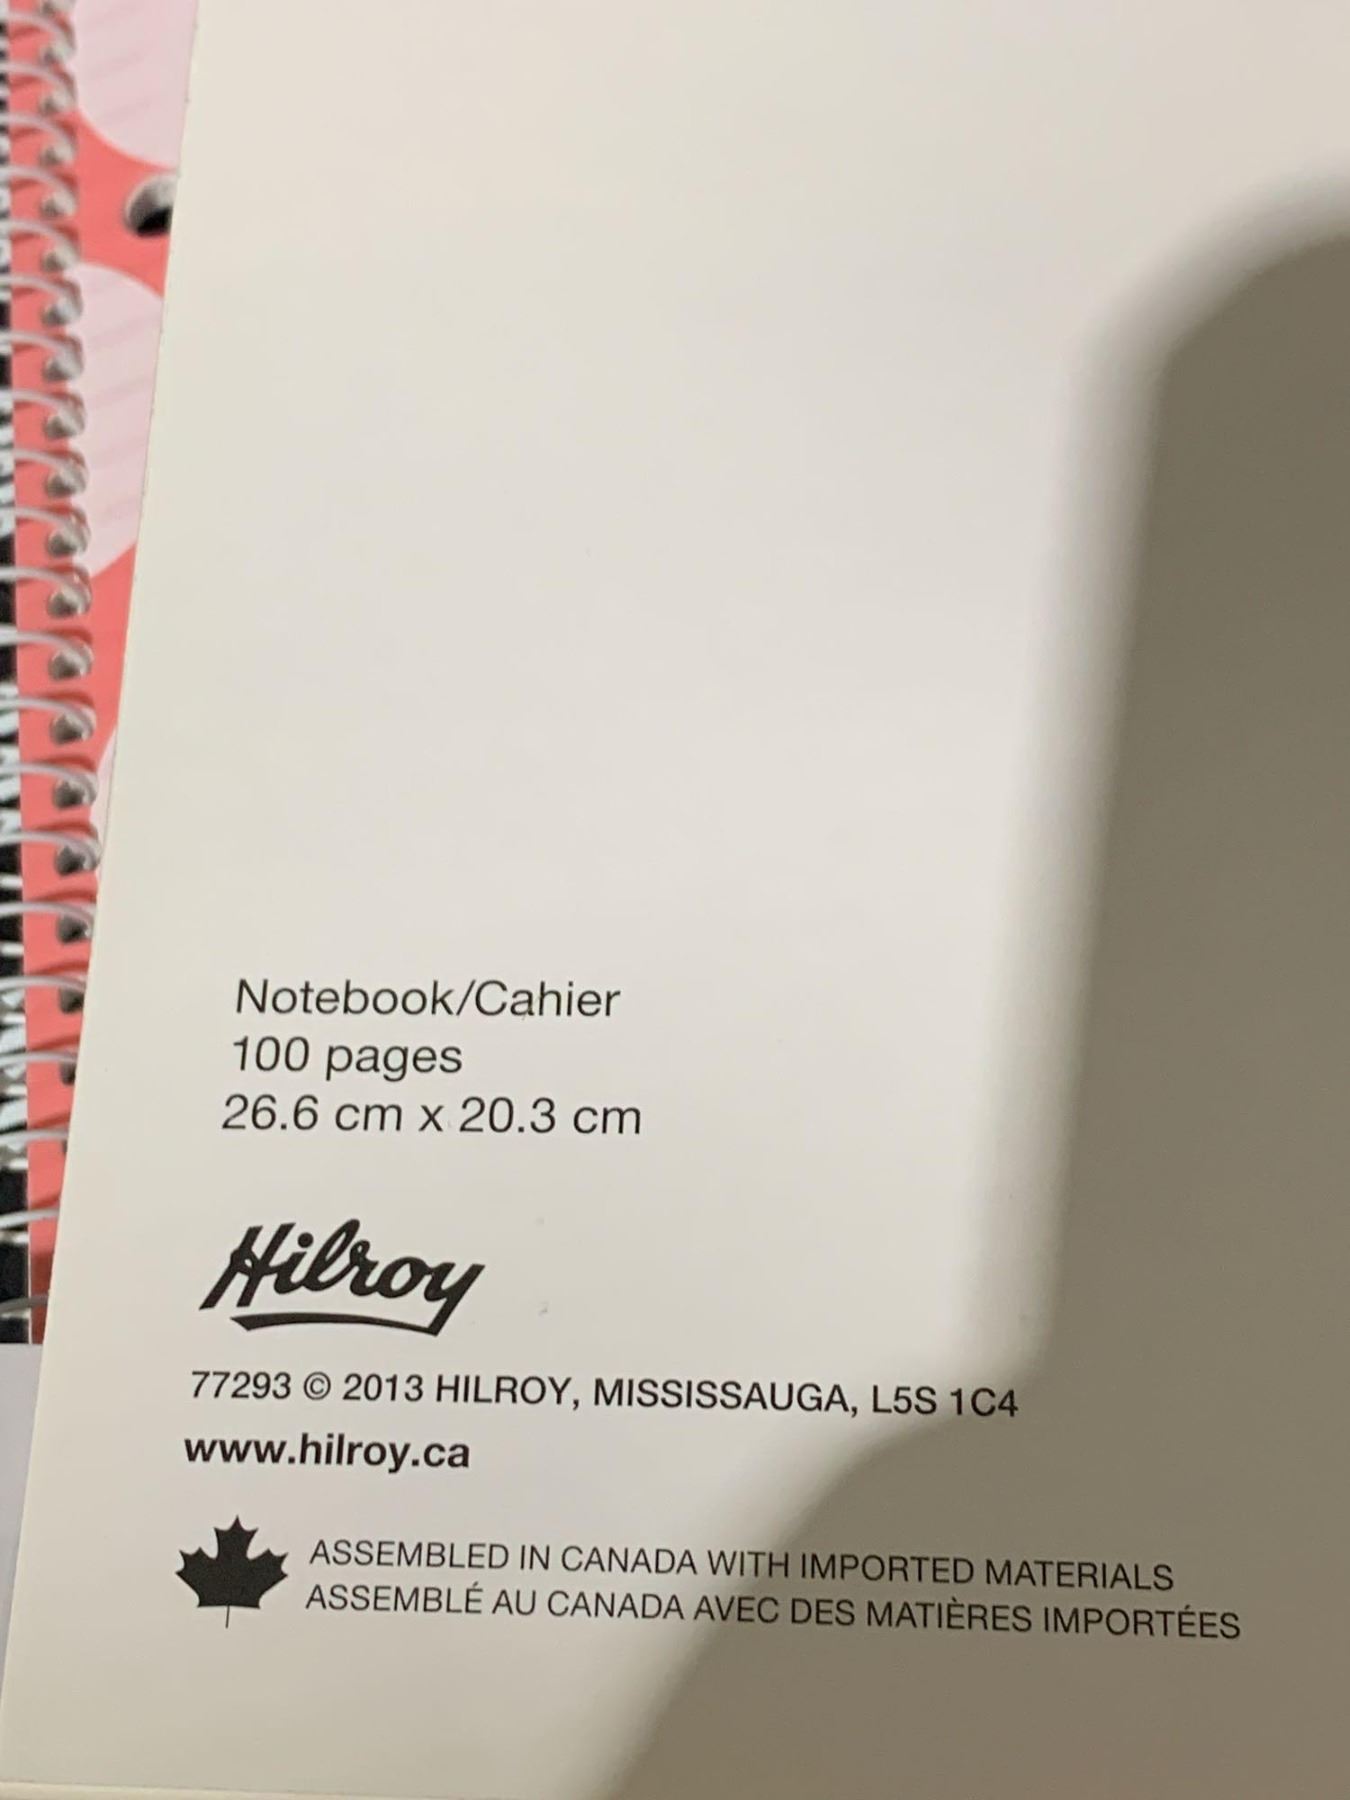 Notebook/Cahier
100 pages
26.6 cm x 20.3 cm
Hilroy
77293 © 2013 HILROY, MISSISSAUGA, L5S 1C4
www.hilroy.ca
ASSEMBLED IN CANADA WITH IMPORTED MATERIALS
ASSEMBLÉ AU CANADA AVEC DES MATIÈRES IMPORTÉES